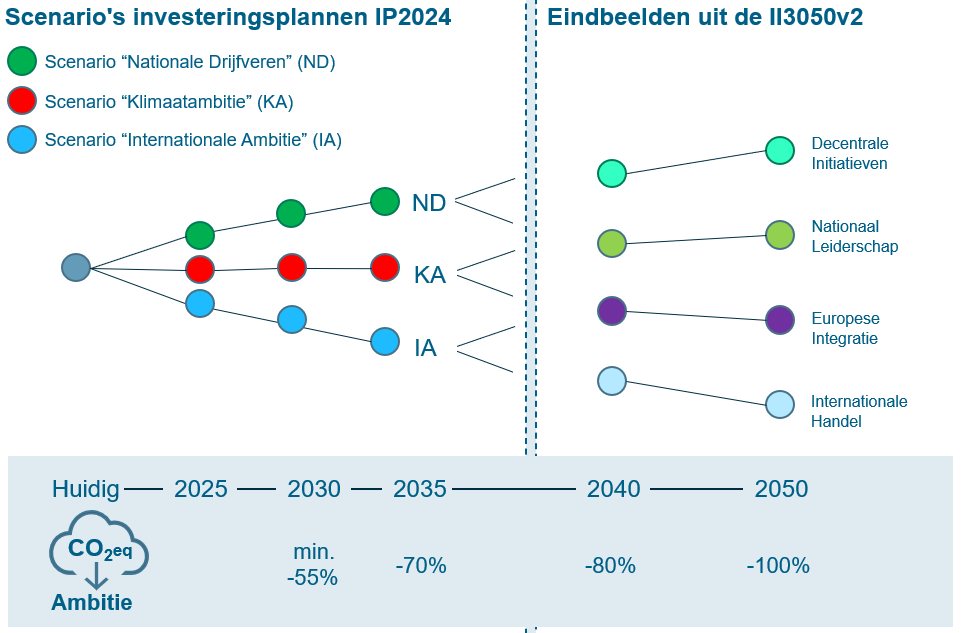 Scenario's investeringsplannen IP2024
Eindbeelden uit de II3050v2
Scenario “Nationale Drijfveren” (ND)
Scenario “Klimaatambitie” (KA)
Scenario “Internationale Ambitie” (IA)
ND
KA
IA
Decentrale
Initiatieven
Nationaal
Leiderschap
Europese
Integratie
Internationale
Handel
Huidig 2025 2030 2035 2040 2050
CO2eq
Ambitie
min.
-55%
-70%
-80%
-100%